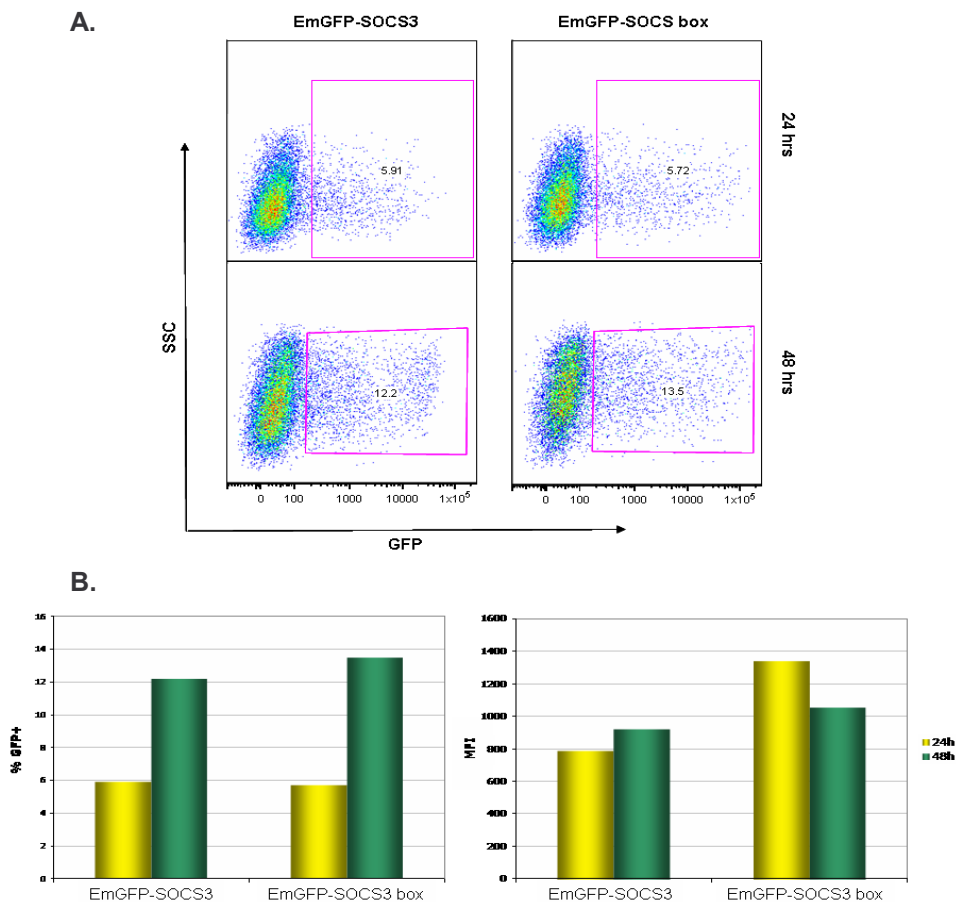 A.
EmGFP-SOCS3 EmGFP-SOCS box
5.91 5.72
24 hrs
SSC
12.2 13.5
48 hrs
0 100 1000 10000 1x10⁵ 0 100 1000 10000 1x10⁵
GFP
B.
16
14
12
10
8
6
4
2
0
% GFP+
EmGFP-SOCS3 EmGFP-SOCS3 box
1600
1400
1200
1000
800
600
400
200
0
MFI
EmGFP-SOCS3 EmGFP-SOCS3 box
24h
48h